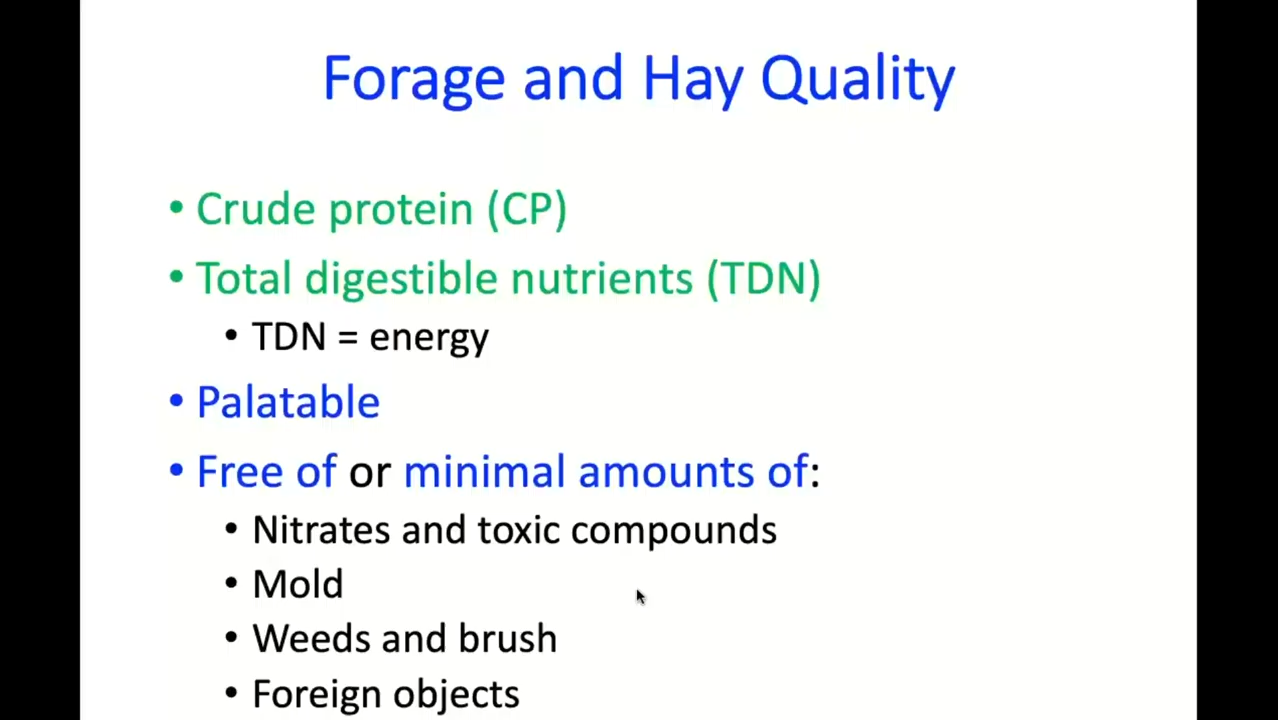 Forage and Hay Quality
• Crude protein (CP)
• Total digestible nutrients (TDN)
• TDN = energy
• Palatable
• Free of or minimal amounts of:
• Nitrates and toxic compounds
• Mold
• Weeds and brush
• Foreign objects